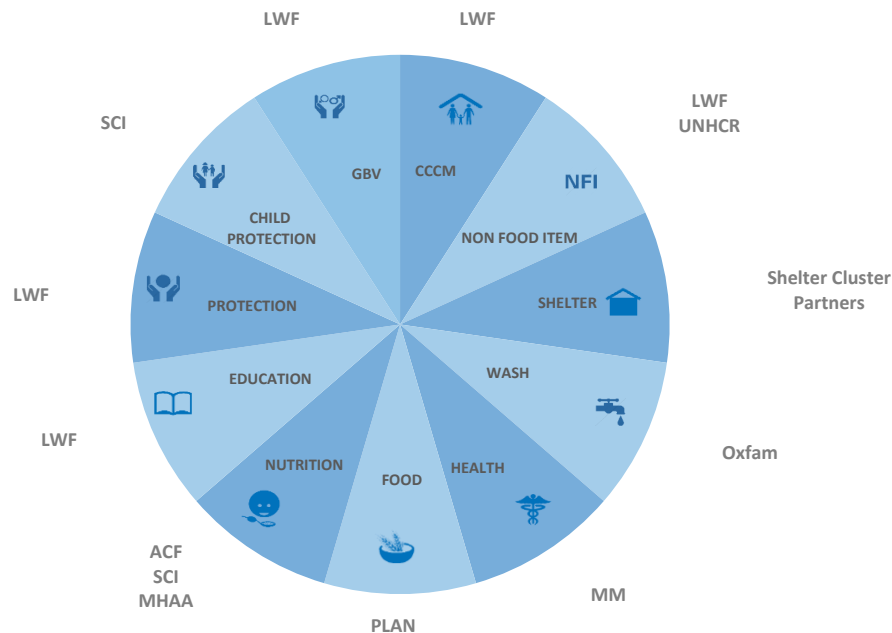 LWF
LWF
SCI
LWF
UNHCR
GBV
CCCM
NFI
CHILD
PROTECTION
NON FOOD ITEM
LWF
PROTECTION
SHELTER
Shelter Cluster
Partners
EDUCATION
WASH
LWF
Oxfam
NUTRITION
FOOD
HEALTH
ACF
SCI
MHAA
MM
PLAN